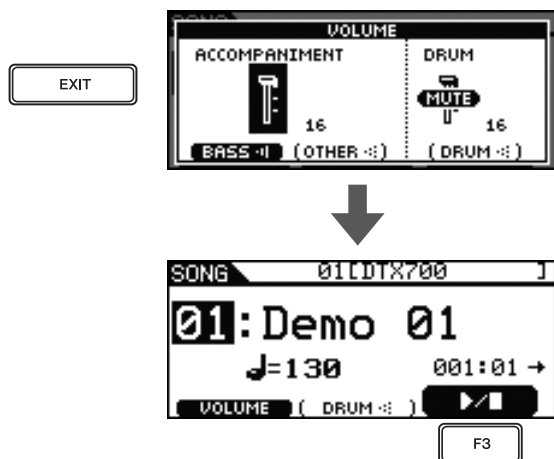 SONG
VOLUME
ACCOMPANIMENT DRUM
EXIT
MUTE
16 16
BASS (OTHER ) ( DRUM )
SONG 01[DTX700 ]
01:Demo 01
=130 001:01→
VOLUME ( DRUM )
F3